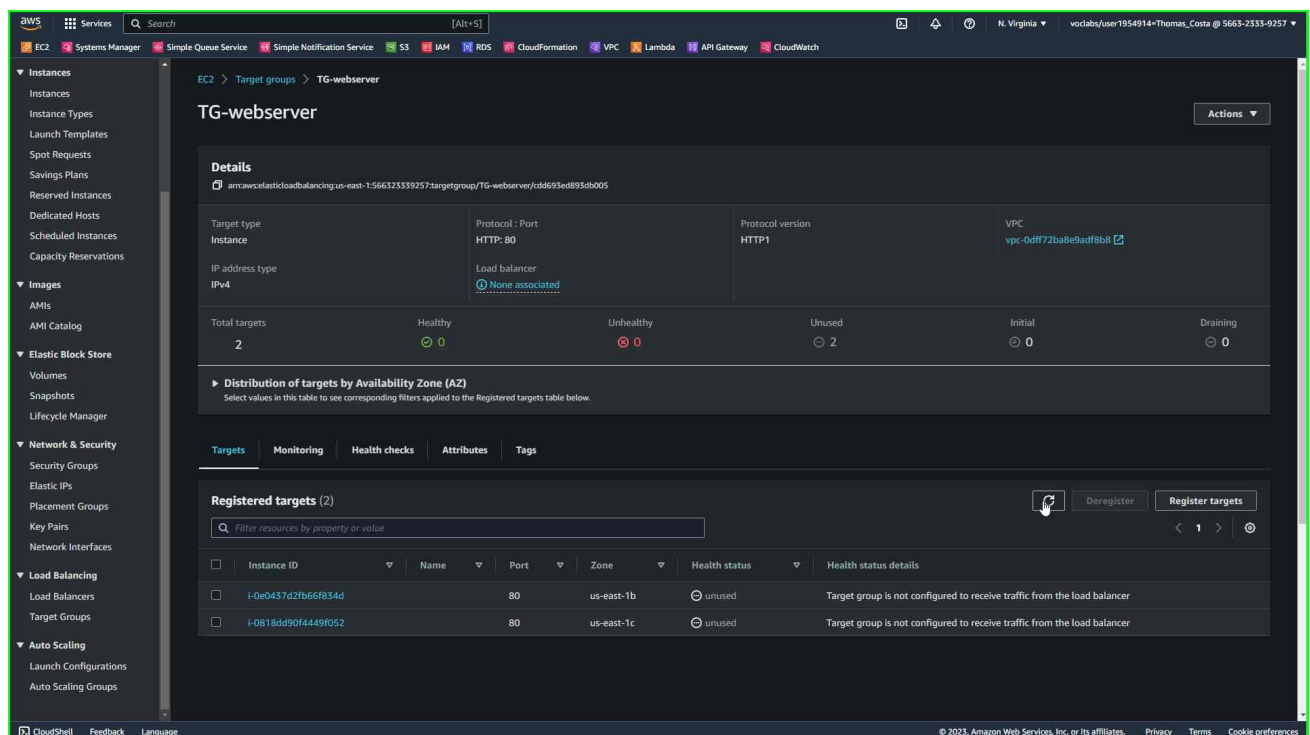 aws Services Search [Alt+S] N. Virginia voclabs/user1954914=Thomas_Costa @ 5663-2333-9257
EC2 Systems Manager Simple Queue Service Simple Notification Service S3 IAM RDS CloudFormation VPC Lambda API Gateway CloudWatch
Instances
Instances
Instance Types
Launch Templates
Spot Requests
Savings Plans
Reserved Instances
Dedicated Hosts
Scheduled Instances
Capacity Reservations
Images
AMIs
AMI Catalog
Elastic Block Store
Volumes
Snapshots
Lifecycle Manager
Network & Security
Security Groups
Elastic IPs
Placement Groups
Key Pairs
Network Interfaces
Load Balancing
Load Balancers
Target Groups
Auto Scaling
Launch Configurations
Auto Scaling Groups
EC2 > Target groups > TG-webserver
TG-webserver
Actions
Details
arn:aws:elasticloadbalancing:us-east-1:566323339257:targetgroup/TG-webserver/cdd693ed893db005
Target type Protocol : Port Protocol version VPC
Instance HTTP: 80 HTTP1 vpc-0dff72ba8e9adf8b8
IP address type Load balancer
IPv4 None associated
Total targets Healthy Unhealthy Unused Initial Draining
2 0 0 2 0 0
Distribution of targets by Availability Zone (AZ)
Select values in this table to see corresponding filters applied to the Registered targets table below.
Targets Monitoring Health checks Attributes Tags
Registered targets (2) Deregister Register targets
Filter resources by property or value < 1 >
Instance ID Name Port Zone Health status Health status details
i-0e0437d2fb66f834d 80 us-east-1b unused Target group is not configured to receive traffic from the load balancer
i-0818dd90f4449f052 80 us-east-1c unused Target group is not configured to receive traffic from the load balancer
CloudShell Feedback Language © 2023, Amazon Web Services, Inc. or its affiliates. Privacy Terms Cookie preferences